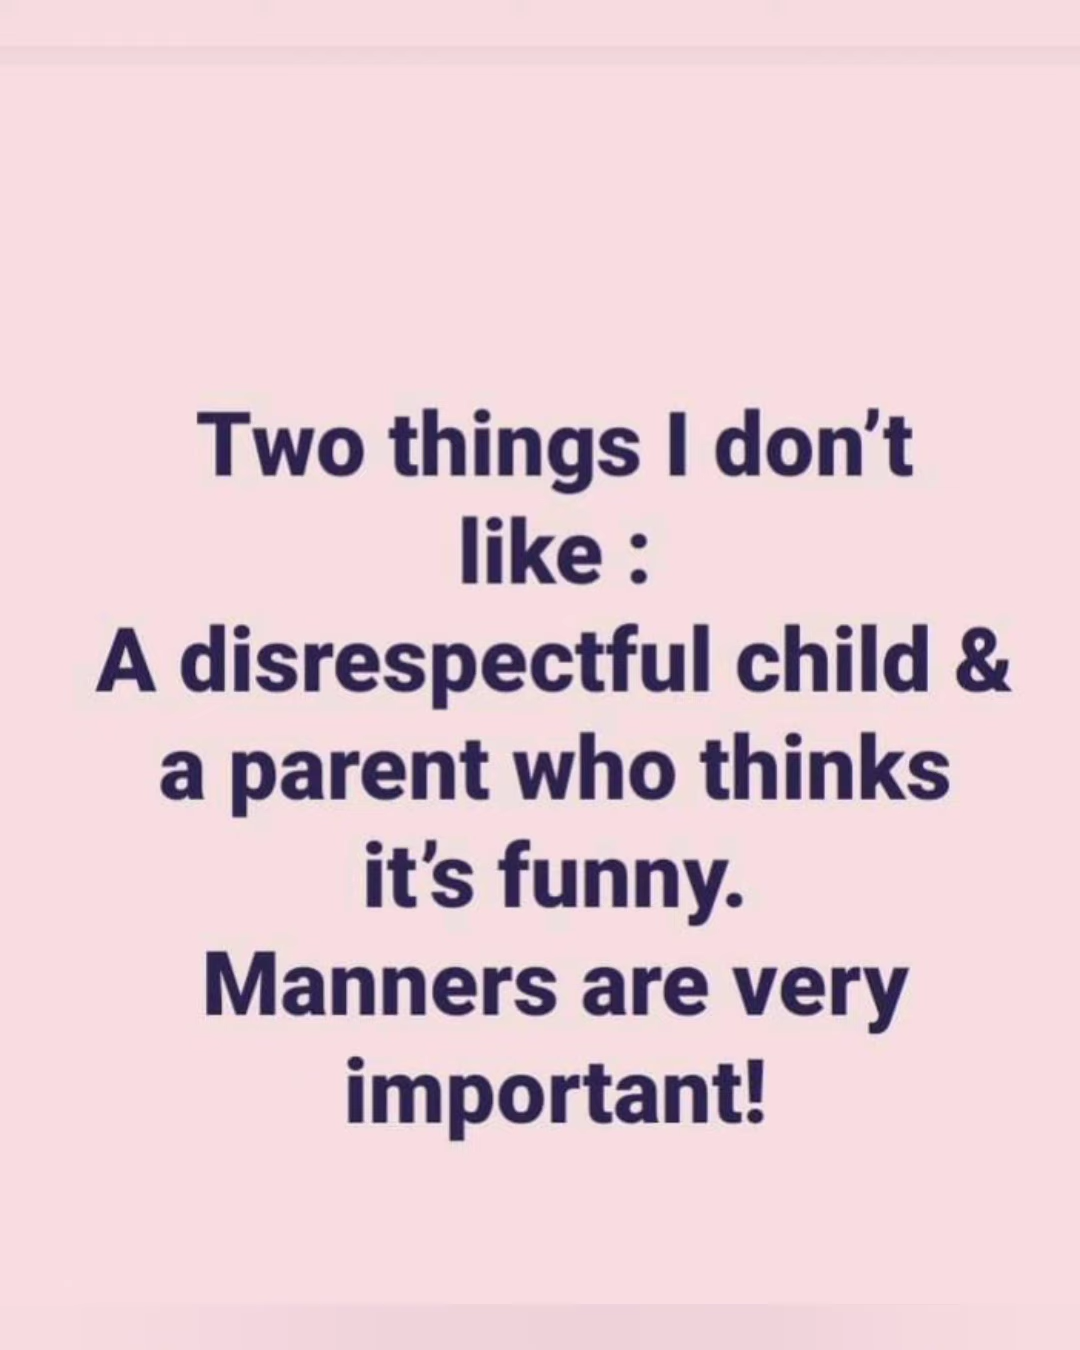 Two things I don’t
like :
A disrespectful child &
a parent who thinks
it’s funny.
Manners are very
important!